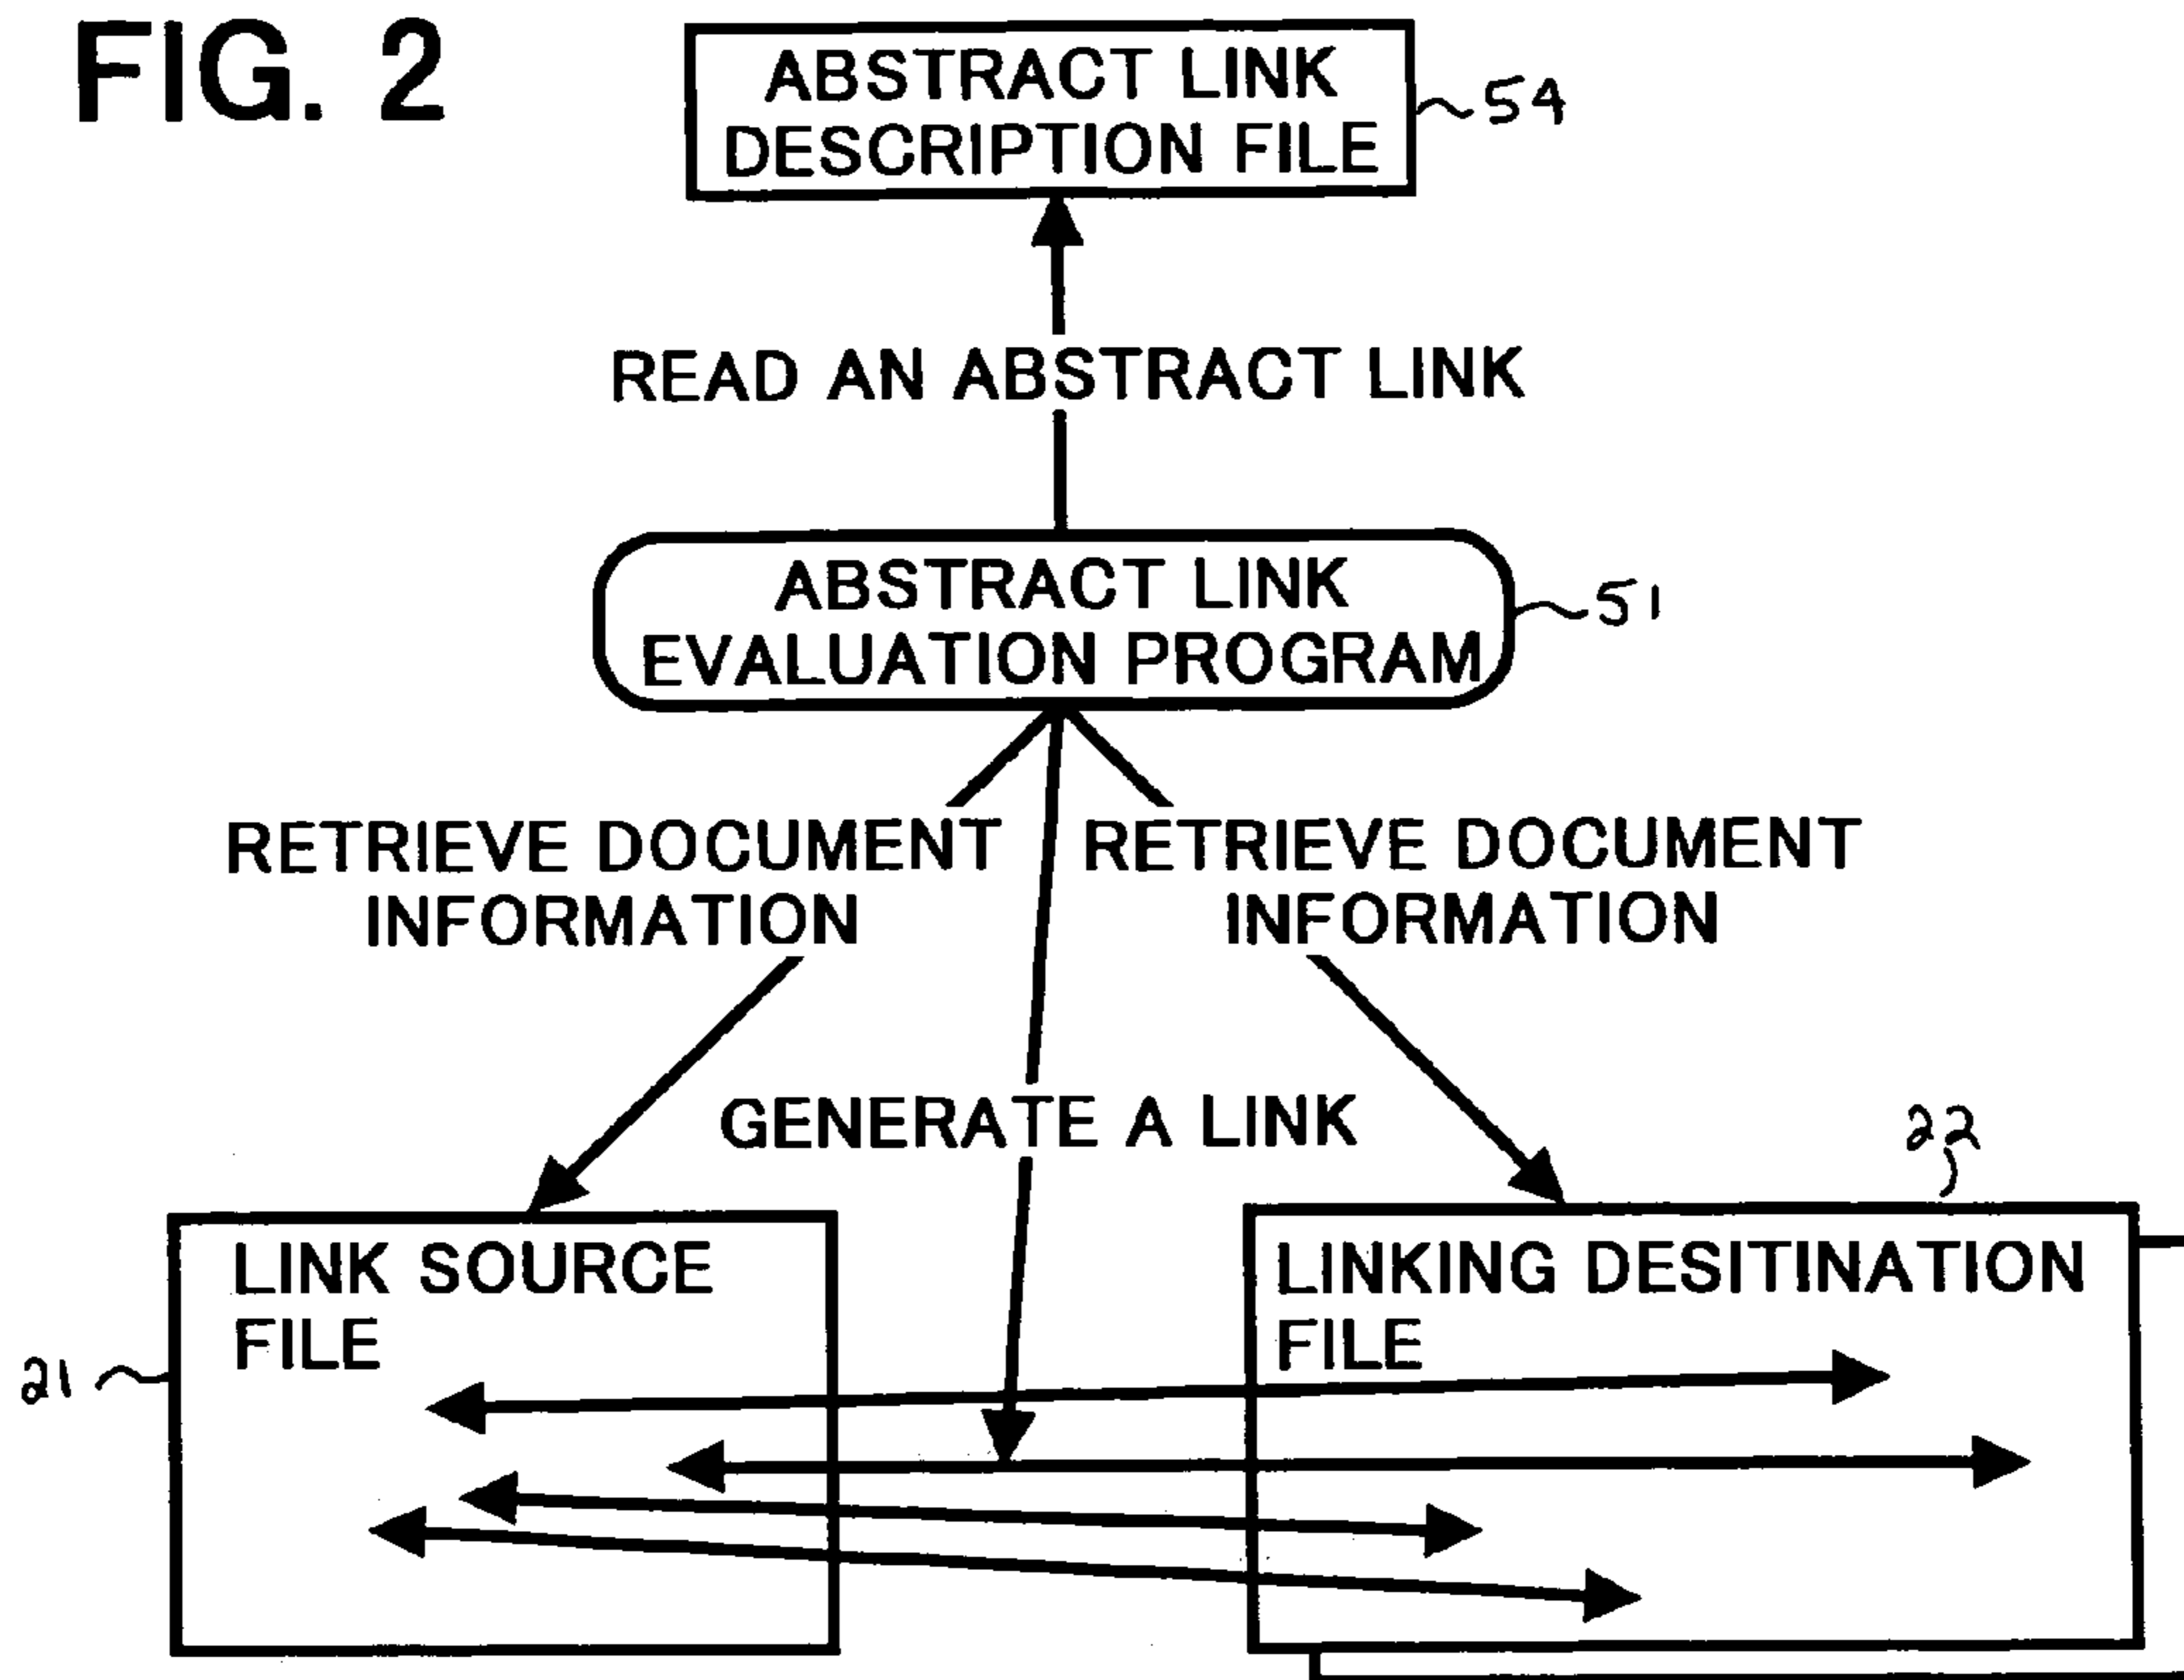 FIG. 2
ABSTRACT LINK
DESCRIPTION FILE
54
READ AN ABSTRACT LINK
ABSTRACT LINK
EVALUATION PROGRAM
51
RETRIEVE DOCUMENT
INFORMATION
RETRIEVE DOCUMENT
INFORMATION
GENERATE A LINK
22
LINK SOURCE
FILE
21
LINKING DESITINATION
FILE